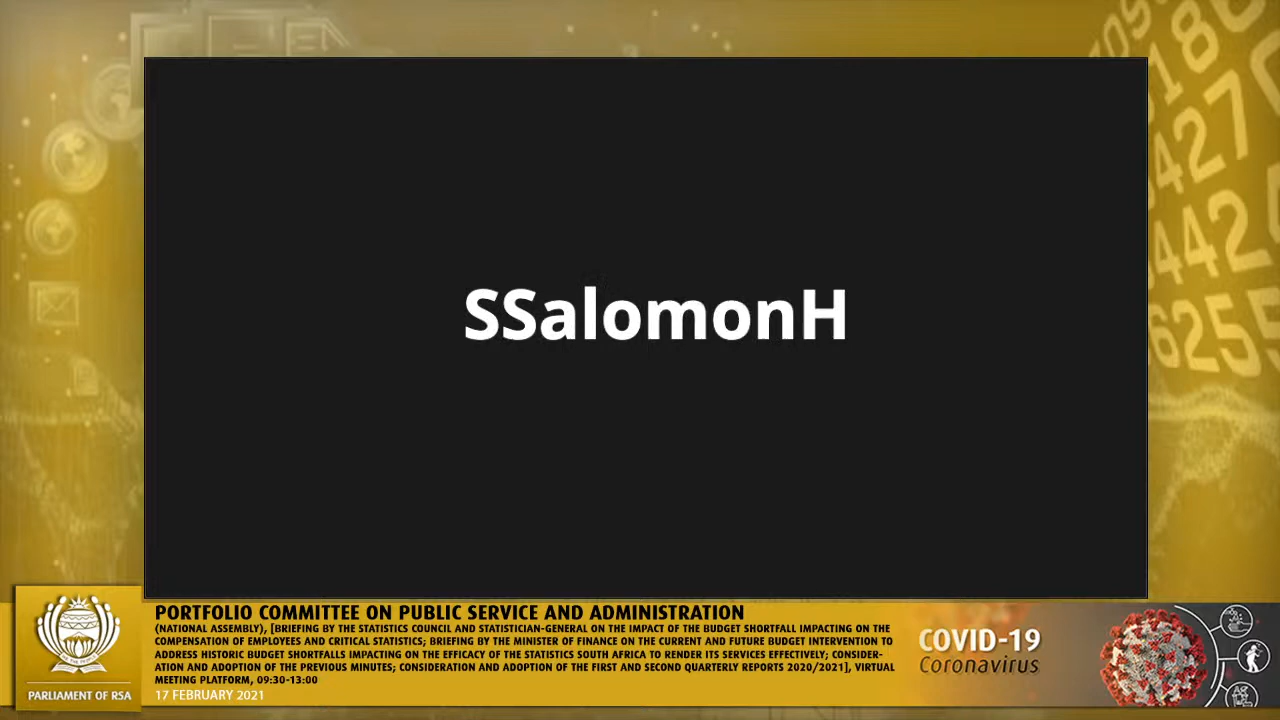 SSalomonH
PORTFOLIO COMMITTEE ON PUBLIC SERVICE AND ADMINISTRATION
(NATIONAL ASSEMBLY), [BRIEFING BY THE STATISTICS COUNCIL AND STATISTICIAN-GENERAL ON THE IMPACT OF THE BUDGET SHORTFALL IMPACTING ON THE
COMPENSATION OF EMPLOYEES AND CRITICAL STATISTICS; BRIEFING BY THE MINISTER OF FINANCE ON THE CURRENT AND FUTURE BUDGET INTERVENTION TO
ADDRESS HISTORIC BUDGET SHORTFALLS IMPACTING ON THE EFFICACY OF THE STATISTICS SOUTH AFRICA TO RENDER ITS SERVICES EFFECTIVELY; CONSIDER-
ATION AND ADOPTION OF THE PREVIOUS MINUTES; CONSIDERATION AND ADOPTION OF THE FIRST AND SECOND QUARTERLY REPORTS 2020/2021], VIRTUAL
MEETING PLATFORM, 09:30-13:00
17 FEBRUARY 2021
PARLIAMENT OF RSA
COVID-19
Coronavirus
427
442
6255